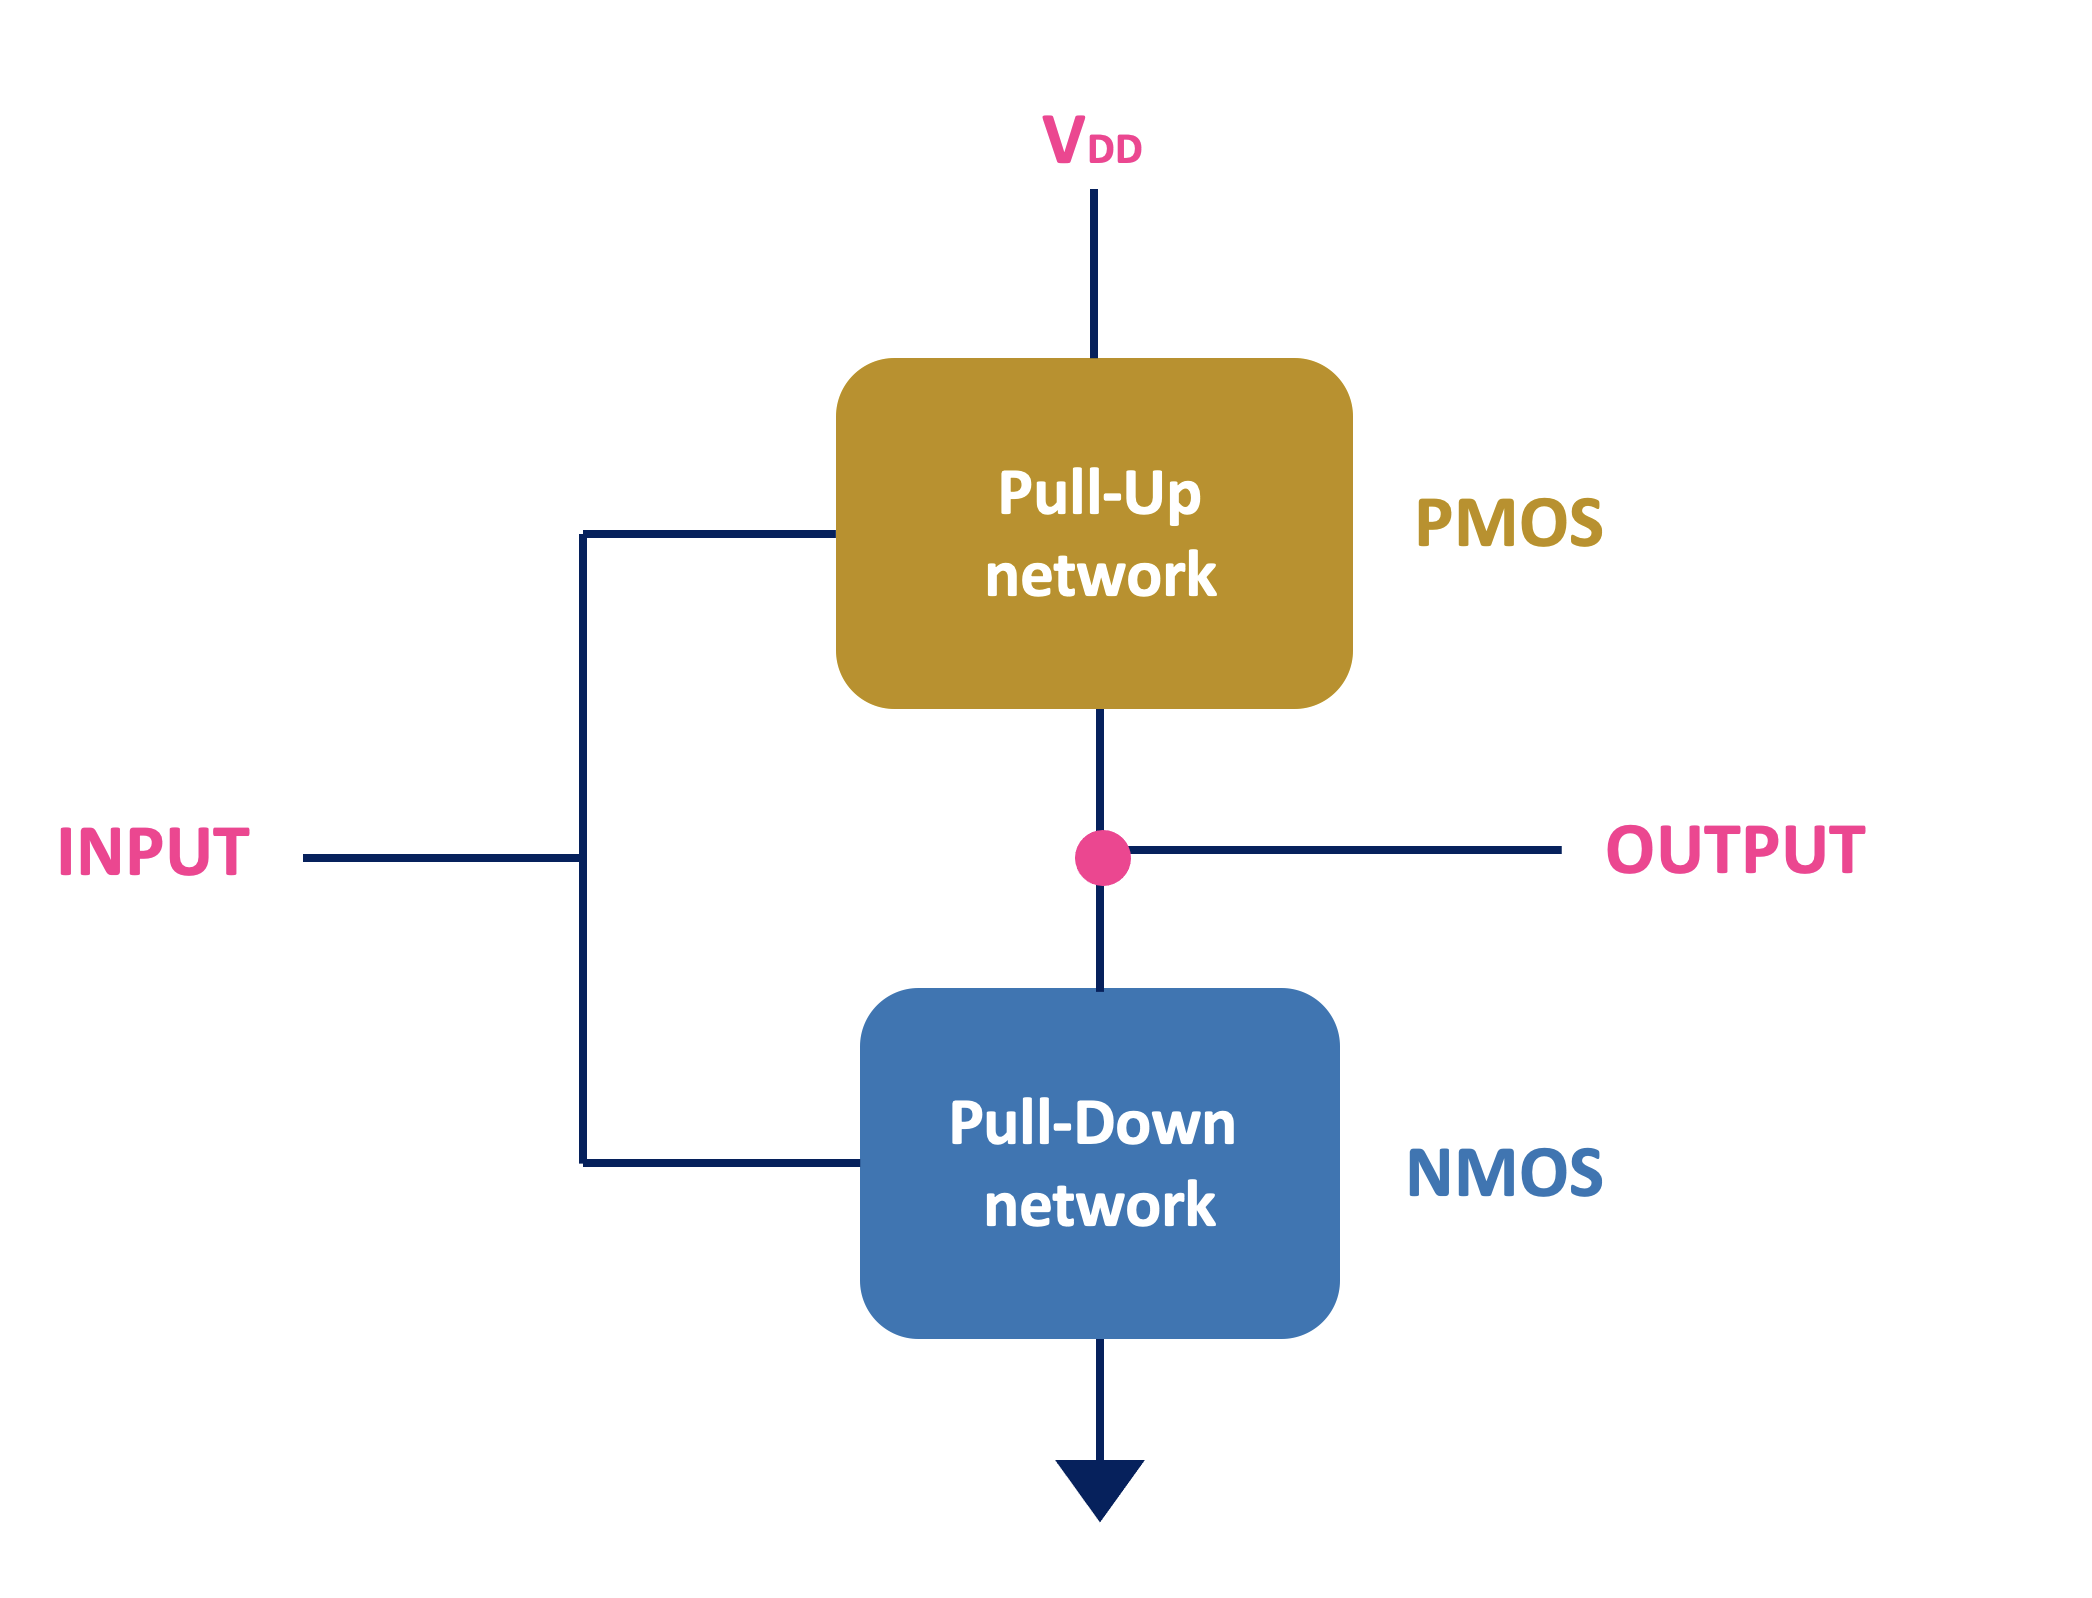 VDD
Pull-Up
network
PMOS
INPUT
OUTPUT
Pull-Down
network
NMOS